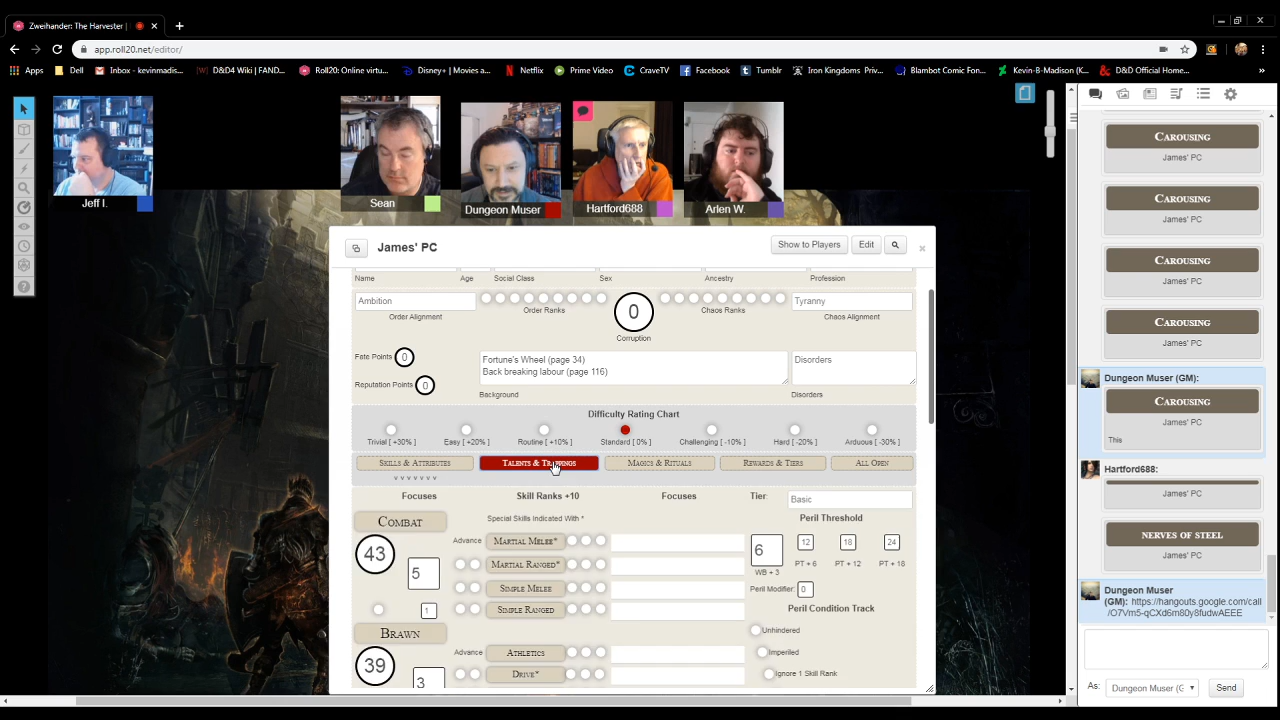 Zweihander: The Harvester |
app.roll20.net/editor/
Apps
Dell
Inbox - kevinmadis...
D&D4 Wiki | FAND...
Roll20: Online virtu...
Disney+ | Movies a...
Netflix
Prime Video
CraveTV
Facebook
Tumblr
Iron Kingdoms Priv...
Blambot Comic Fon...
Kevin-B-Madison (K...
D&D Official Home...
»
Jeff I.
Sean
Dungeon Muser
Hartford688
Arlen W.
James' PC
Show to Players
Edit
Name
Age
Social Class
Sex
Ancestry
Profession
Ambition
0
Tyranny
Order Alignment
Order Ranks
Corruption
Chaos Ranks
Chaos Alignment
Fate Points 0
Reputation Points 0
Fortune's Wheel (page 34)
Back breaking labour (page 116)
Background
Disorders
Disorders
Difficulty Rating Chart
Trivial [ +30% ]
Easy [ +20% ]
Routine [ +10% ]
Standard [ 0% ]
Challenging [ -10% ]
Hard [ -20% ]
Arduous [ -30% ]
Skills & Attributes
Talents & Trappings
Magics & Rituals
Rewards & Tiers
All Open
v v v v v v v
Focuses
Skill Ranks +10
Focuses
Tier:
Basic
Special Skills Indicated With *
Peril Threshold
Combat
43
5
1
Advance
Martial Melee*
Martial Ranged*
Simple Melee
Simple Ranged
6
WB + 3
12
18
24
PT + 6
PT + 12
PT + 18
Peril Modifier: 0
Peril Condition Track
Unhindered
Imperiled
Ignore 1 Skill Rank
Brawn
39
3
Advance
Athletics
Drive*
Carousing
James' PC
Carousing
James' PC
Carousing
James' PC
Carousing
James' PC
Dungeon Muser (GM):
Carousing
James' PC
This
Hartford688:
James' PC
Nerves of Steel
James' PC
Dungeon Muser
(GM): https://hangouts.google.com/call
/O7Vm5-qCXd6m80y8fudwAEEE
As:
Dungeon Muser (G
Send